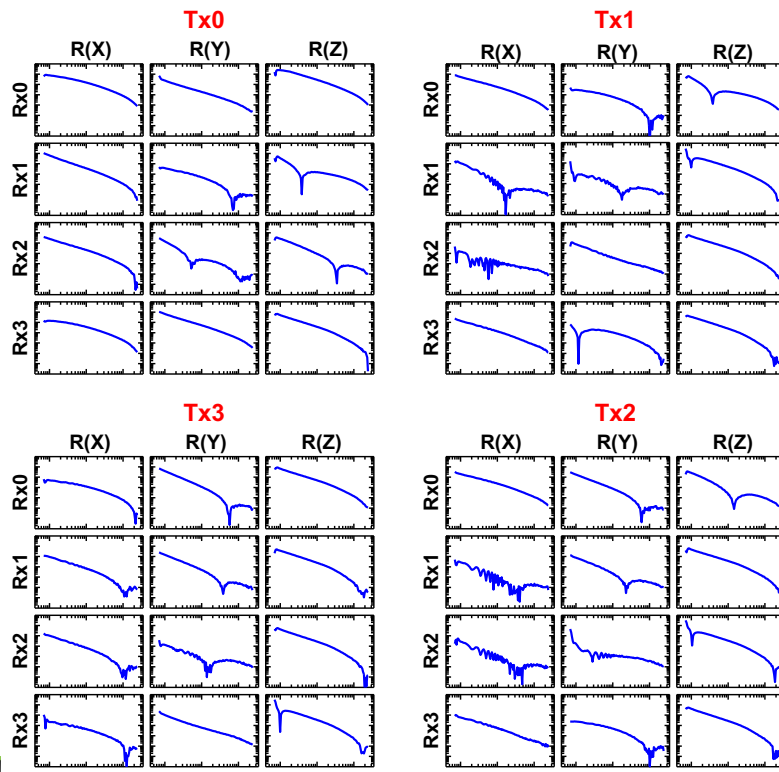 Tx0
R(X) R(Y) R(Z)
Rx0
Rx1
Rx2
Rx3
Tx1
R(X) R(Y) R(Z)
Rx0
Rx1
Rx2
Rx3
Tx3
R(X) R(Y) R(Z)
Rx0
Rx1
Rx2
Rx3
Tx2
R(X) R(Y) R(Z)
Rx0
Rx1
Rx2
Rx3